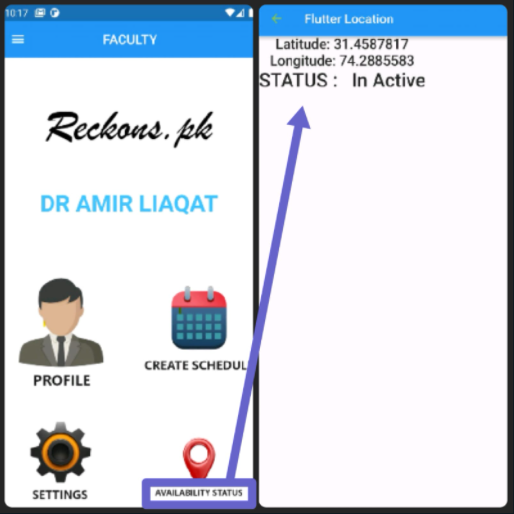 10:17
FACULTY
Reckons.pk
DR AMIR LIAQAT
PROFILE
CREATE SCHEDUL
SETTINGS
AVAILABILITY STATUS
Flutter Location
Latitude: 31.4587817
Longitude: 74.2885583
STATUS : In Active